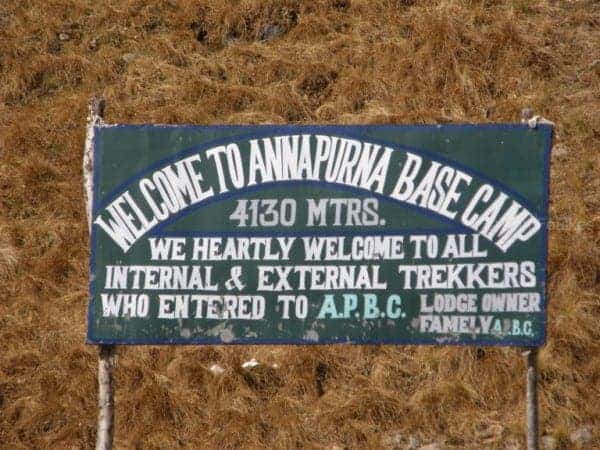 WELCOME TO ANNAPURNA BASE CAMP
4130 MTRS.
WE HEARTLY WELCOME TO ALL
INTERNAL & EXTERNAL TREKKERS
WHO ENTERED TO A.P.B.C. LODGE OWNER
FAMELY A.P.B.C.